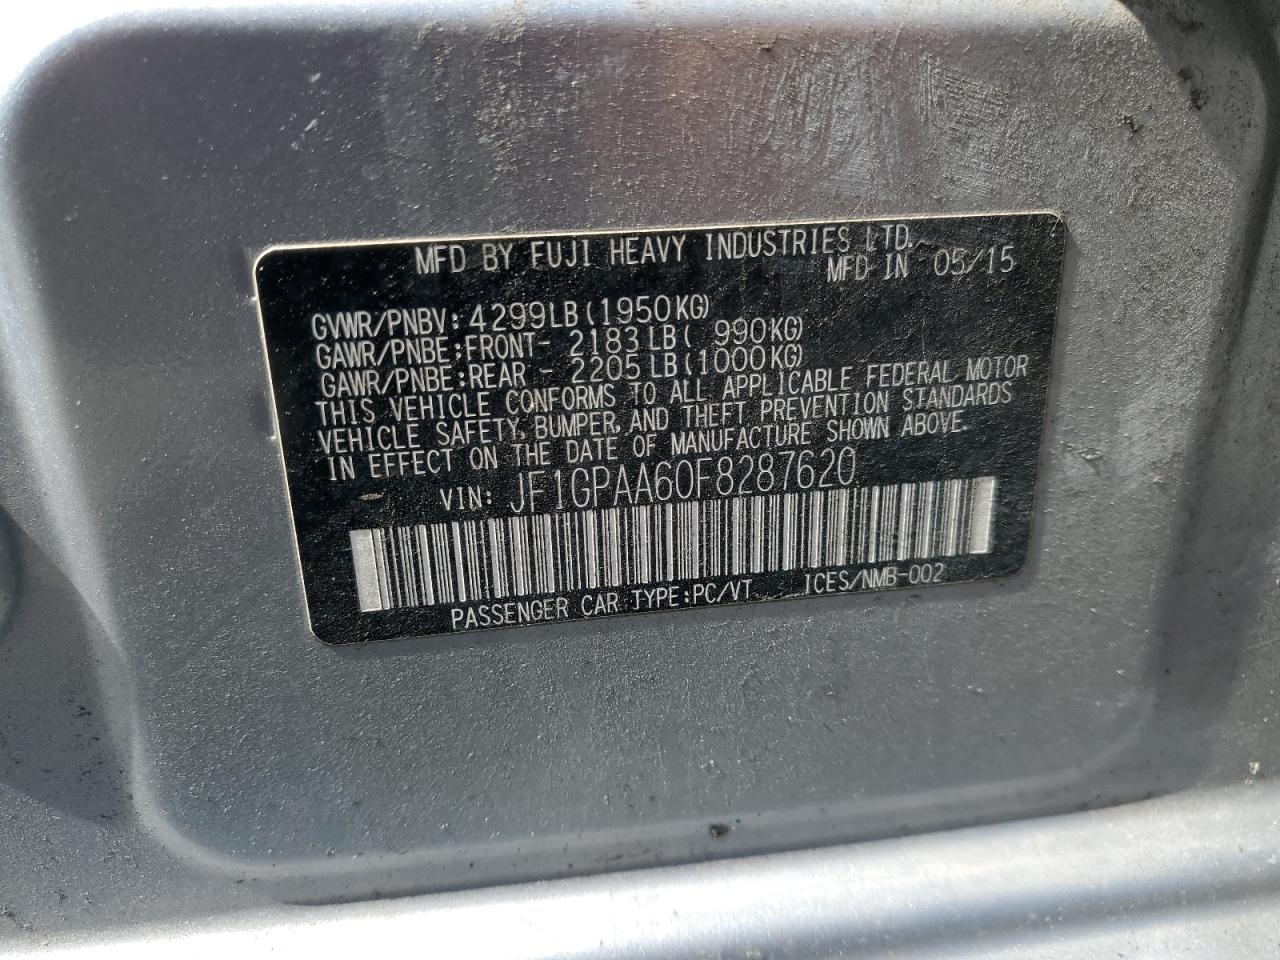 MFD BY FUJI HEAVY INDUSTRIES LTD.
MFD IN 05/15
GVWR/PNBV: 4299LB (1950KG)
GAWR/PNBE:FRONT- 2183LB ( 990KG)
GAWR/PNBE:REAR - 2205LB (1000KG)
THIS VEHICLE CONFORMS TO ALL APPLICABLE FEDERAL MOTOR
VEHICLE SAFETY, BUMPER, AND THEFT PREVENTION STANDARDS
IN EFFECT ON THE DATE OF MANUFACTURE SHOWN ABOVE.
VIN: JF1GPAA60F8287620
PASSENGER CAR TYPE:PC/VT ICES/NMB-002